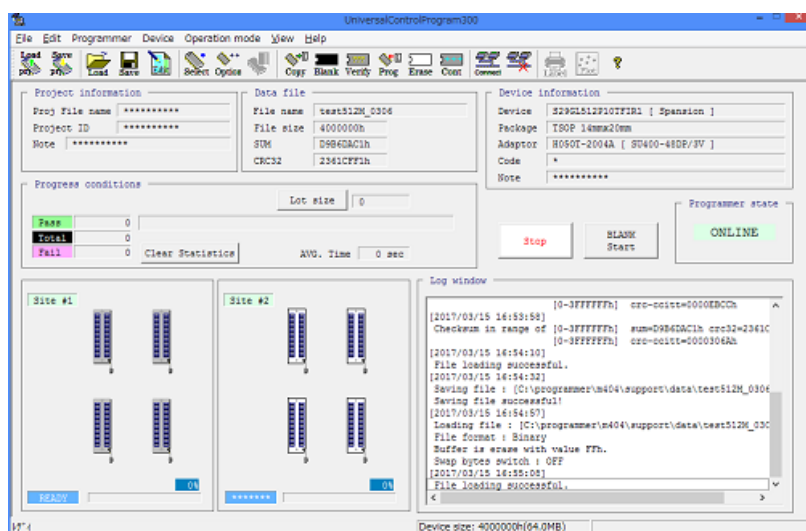 UniversalControlProgram300
File Edit Programmer Device Operation mode View Help
Load prj Save prj Load Save Edit Select Option Copy Blank Verify Prog Erase Cont Connect
Project information
Proj File name **********
Project ID **********
Note **********
Data file
File name test512M_0306
File size 4000000h
SUM D9B6DAC1h
CRC32 2361CFF1h
Device information
Device S29GL512P10TFIR1 [ Spansion ]
Package TSOP 14mmx20mm
Adaptor H050T-2004A [ SU400-48DP/3V ]
Code *
Note **********
Progress conditions
Lot size 0
Pass 0
Total 0
Fail 0 Clear Statistics AVG. Time 0 sec
Stop
BLANK
Start
Programmer state
ONLINE
Site #1
0%
READY
Site #2
0%
*******
Log window
[0-3FFFFFFh] crc-ccitt=0000EBCCh
[2017/03/15 16:53:58]
Checksum in range of [0-3FFFFFFh] sum=D9B6DAC1h crc32=2361C
[0-3FFFFFFh] crc-ccitt=0000306Ah
[2017/03/15 16:54:10]
File loading successful.
[2017/03/15 16:54:32]
Saving file : [C:\programmer\m404\support\data\test512M_0306
Saving file successful!
[2017/03/15 16:54:57]
Loading file : [C:\programmer\m404\support\data\test512M_030
File format : Binary
Buffer is erase with value FFh.
Swap bytes switch : OFF
[2017/03/15 16:55:05]
File loading successful.
ﾚﾃﾞｨ
Device size: 4000000h(64.0MB)